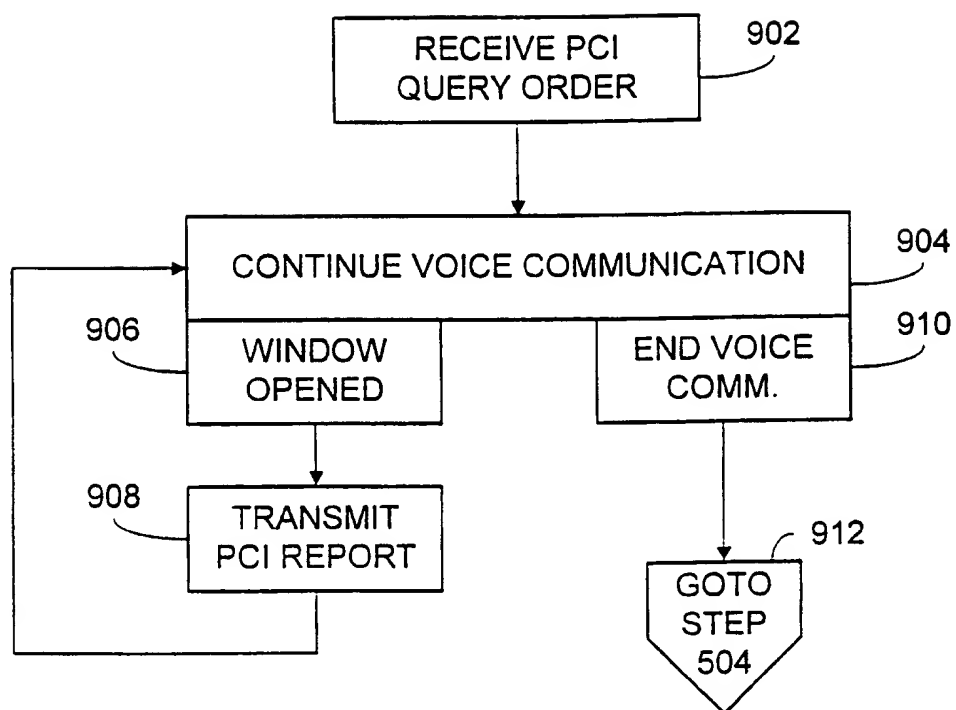 RECEIVE PCI
QUERY ORDER
902
CONTINUE VOICE COMMUNICATION
904
906
WINDOW
OPENED
END VOICE
COMM.
910
908
TRANSMIT
PCI REPORT
912
GOTO
STEP
504